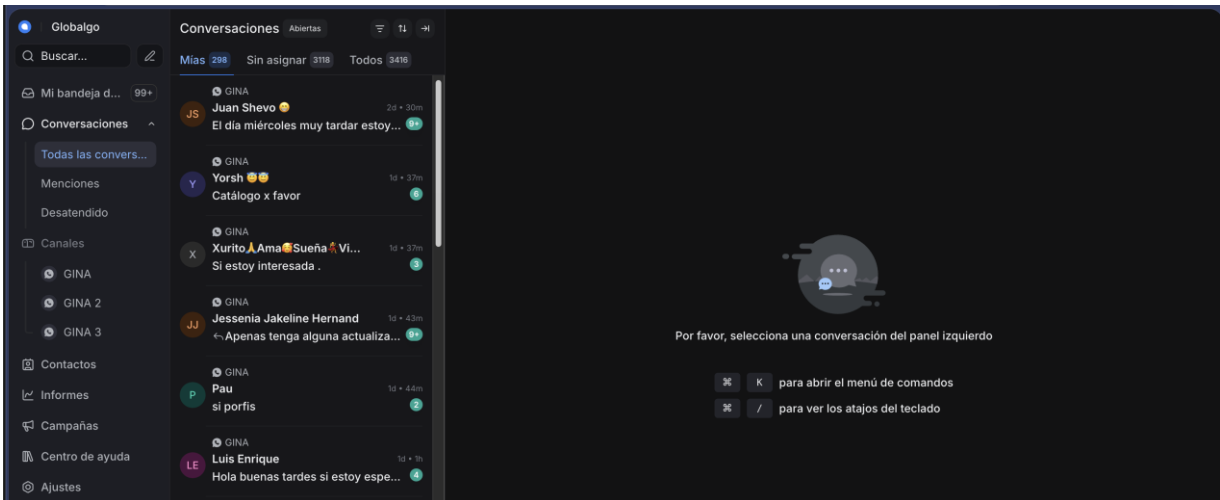 Globalgo
Buscar...
Mi bandeja d... 99+
Conversaciones
Todas las convers...
Menciones
Desatendido
Canales
GINA
GINA 2
GINA 3
Contactos
Informes
Campañas
Centro de ayuda
Ajustes
Conversaciones Abiertas
Mías 298 Sin asignar 3118 Todos 3416
GINA
JS Juan Shevo 😁 2d • 30m
El día miércoles muy tardar estoy... 9+
GINA
Y Yorsh 😇😇 1d • 37m
Catálogo x favor 6
GINA
X Xurito🙏Ama🥰Sueña💃Vi... 1d • 37m
Si estoy interesada . 3
GINA
JJ Jessenia Jakeline Hernand 1d • 43m
Apenas tenga alguna actualiza... 9+
GINA
P Pau 1d • 44m
si porfis 2
GINA
LE Luis Enrique 1d • 1h
Hola buenas tardes si estoy espe... 4
Por favor, selecciona una conversación del panel izquierdo
⌘ K para abrir el menú de comandos
⌘ / para ver los atajos del teclado